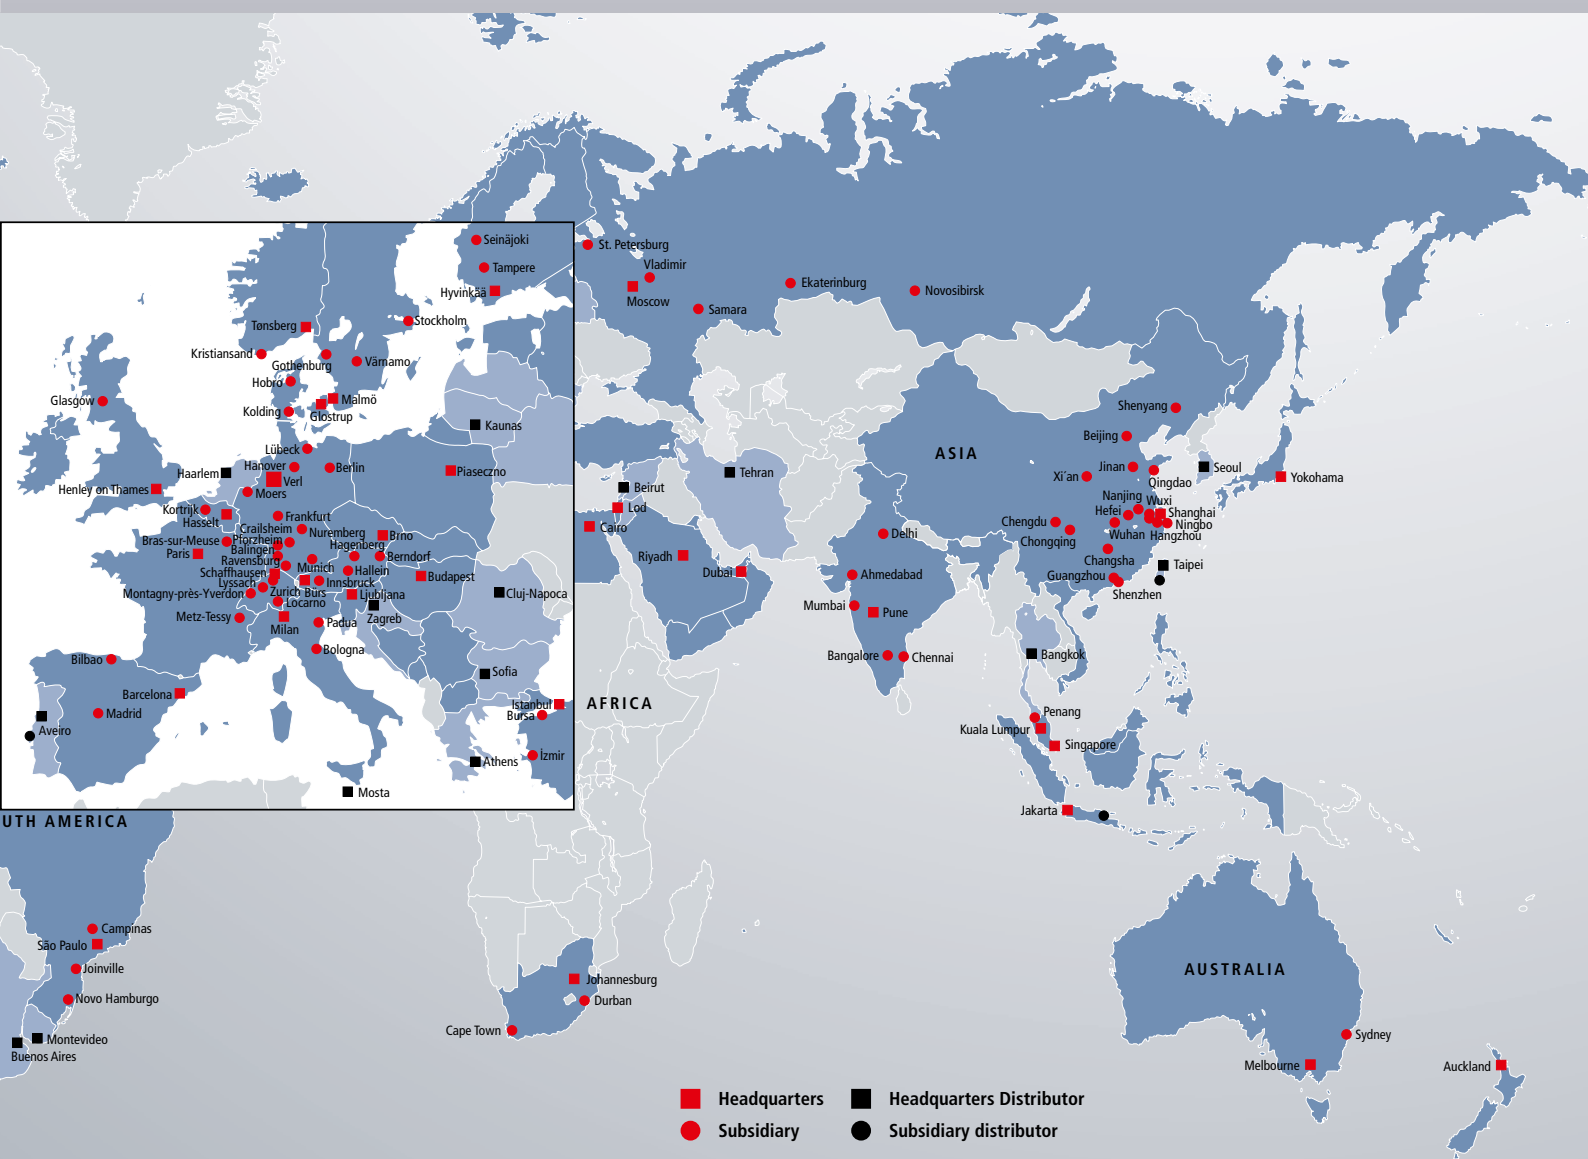 Seinäjoki
Tampere
Hyvinkää
Stockholm
Tønsberg
Kristiansand
Gothenburg
Värnamo
Hobro
Malmö
Glasgow
Kolding
Glostrup
Kaunas
Lübeck
Hanover
Berlin
Piaseczno
Haarlem
Verl
Henley on Thames
Moers
Kortrijk
Hasselt
Frankfurt
Crailsheim
Nuremberg
Brno
Bras-sur-Meuse
Pforzheim
Hagenberg
Paris
Balingen
Berndorf
Ravensburg
Munich
Hallein
Schaffhausen
Innsbruck
Budapest
Lyssach
Zurich
Bürs
Ljubljana
Cluj-Napoca
Montagny-près-Yverdon
Locarno
Zagreb
Metz-Tessy
Milan
Padua
Bologna
Bilbao
Sofia
Barcelona
Istanbul
Madrid
Bursa
Aveiro
İzmir
Athens
Mosta
St. Petersburg
Vladimir
Moscow
Ekaterinburg
Samara
Novosibirsk
ASIA
Shenyang
Beijing
Tehran
Jinan
Seoul
Xi´an
Qingdao
Yokohama
Beirut
Nanjing
Wuxi
Lod
Hefei
Shanghai
Cairo
Chengdu
Ningbo
Delhi
Chongqing
Wuhan
Hangzhou
Riyadh
Changsha
Taipei
Dubai
Ahmedabad
Guangzhou
Shenzhen
Mumbai
Pune
Bangalore
Chennai
Bangkok
AFRICA
Penang
Kuala Lumpur
Singapore
Jakarta
UTH AMERICA
Campinas
São Paulo
Joinville
Novo Hamburgo
Montevideo
Buenos Aires
Johannesburg
Durban
Cape Town
AUSTRALIA
Sydney
Melbourne
Auckland
Headquarters
Headquarters Distributor
Subsidiary
Subsidiary distributor